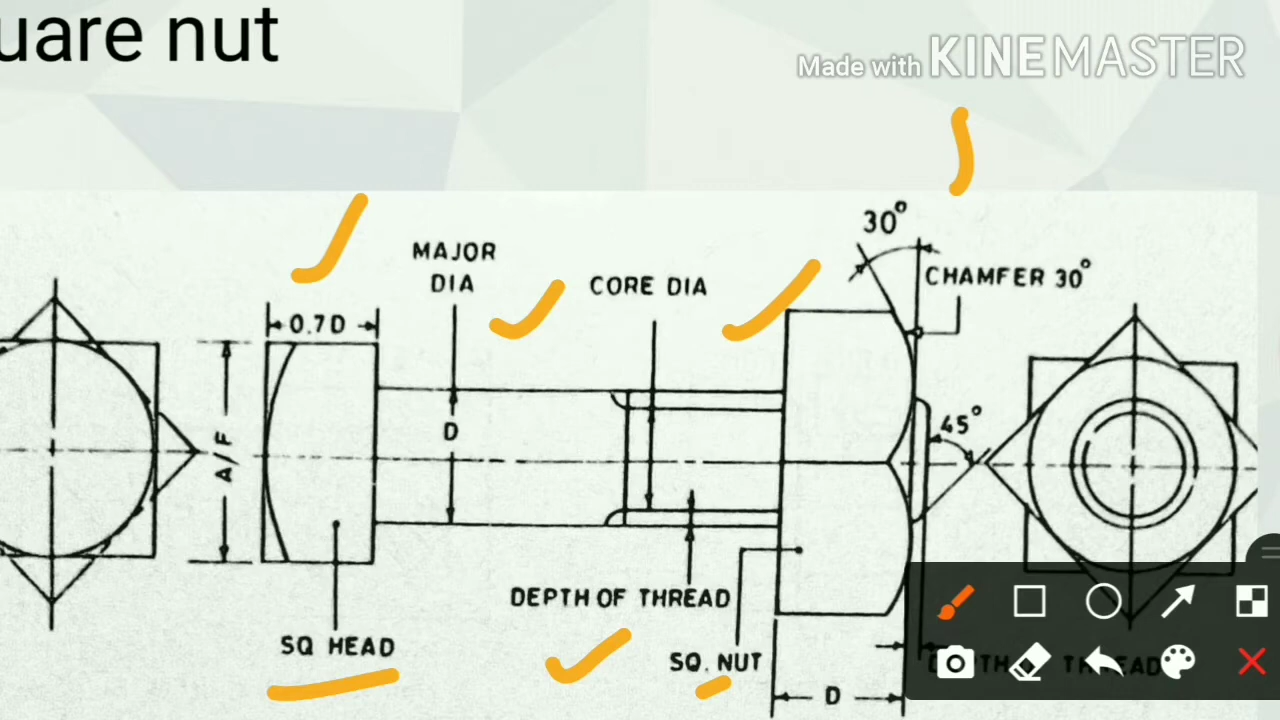 uare nut
Made with KINEMASTER
30°
MAJOR
DIA
CORE DIA
CHAMFER 30°
0.7D
A/F
D
45°
DEPTH OF THREAD
SQ HEAD
SQ. NUT
D